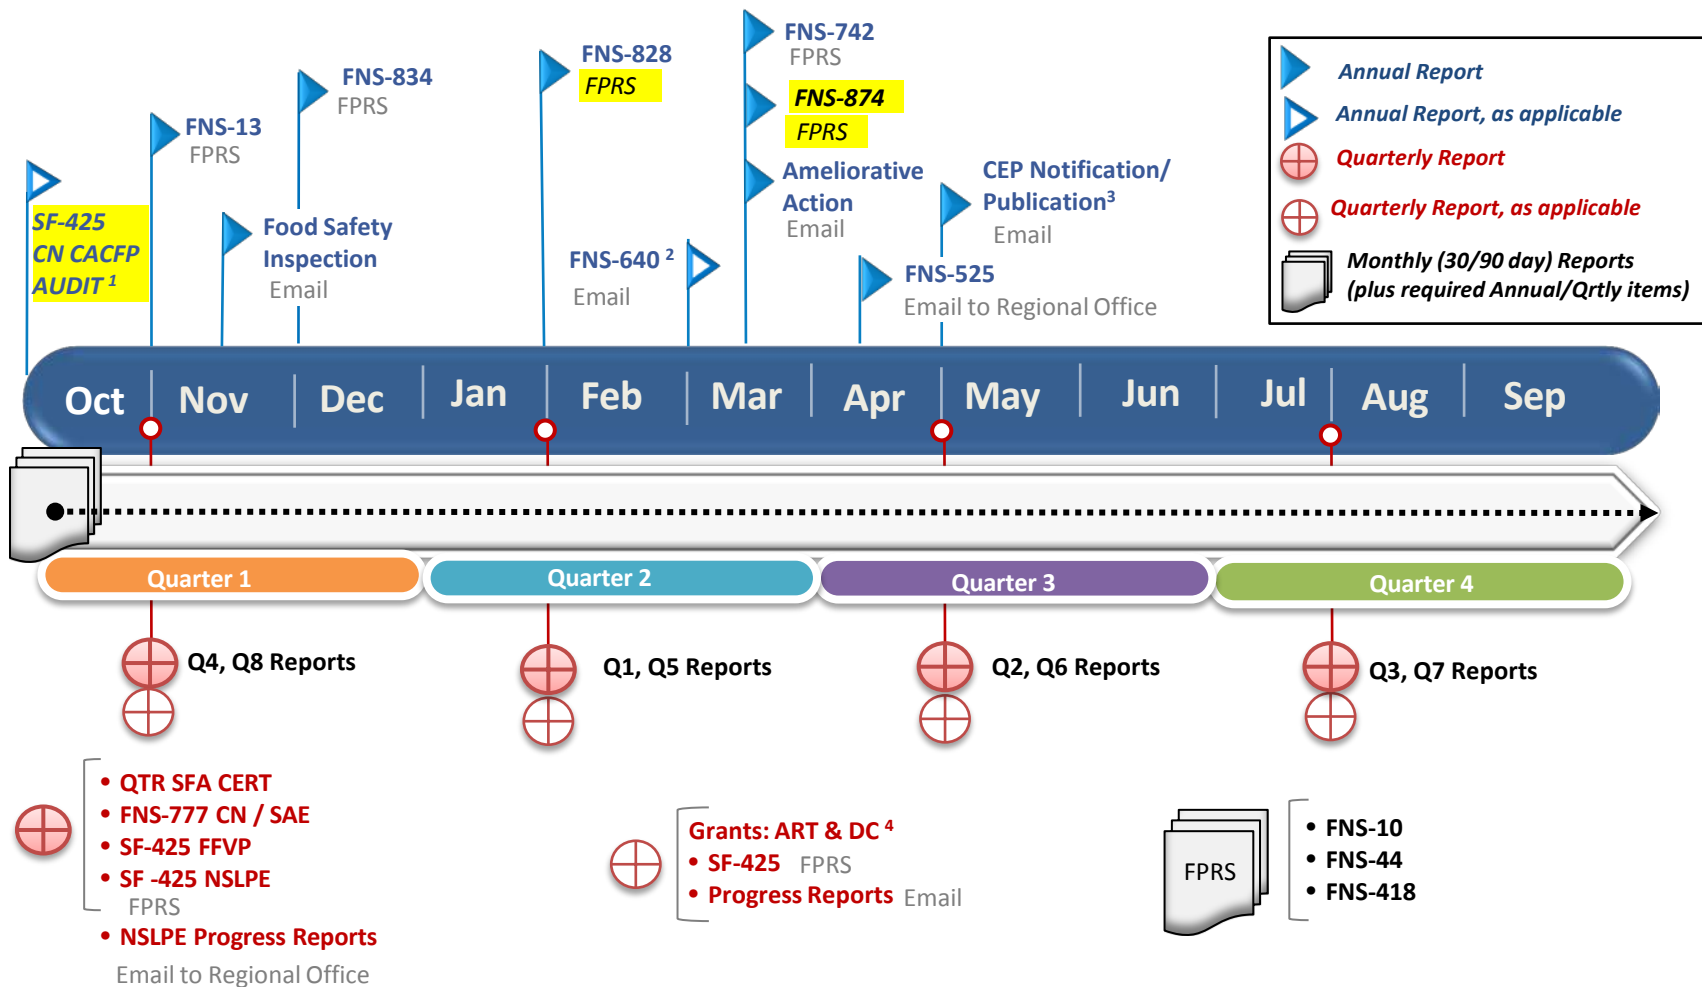 FNS-742
FPRS
FNS-828
FPRS
FNS-834
FPRS
FNS-874
FPRS
FNS-13
FPRS
Ameliorative
Action
Email
CEP Notification/
Publication3
Email
SF-425
CN CACFP
AUDIT 1
Food Safety
Inspection
Email
FNS-640 2
Email
FNS-525
Email to Regional Office
Annual Report
Annual Report, as applicable
Quarterly Report
Quarterly Report, as applicable
Monthly (30/90 day) Reports
(plus required Annual/Qrtly items)
Oct Nov Dec Jan Feb Mar Apr May Jun Jul Aug Sep
Quarter 1 Quarter 2 Quarter 3 Quarter 4
Q4, Q8 Reports Q1, Q5 Reports Q2, Q6 Reports Q3, Q7 Reports
• QTR SFA CERT
• FNS-777 CN / SAE
• SF-425 FFVP
• SF -425 NSLPE
FPRS
• NSLPE Progress Reports
Email to Regional Office
Grants: ART & DC 4
• SF-425 FPRS
• Progress Reports Email
FPRS
• FNS-10
• FNS-44
• FNS-418